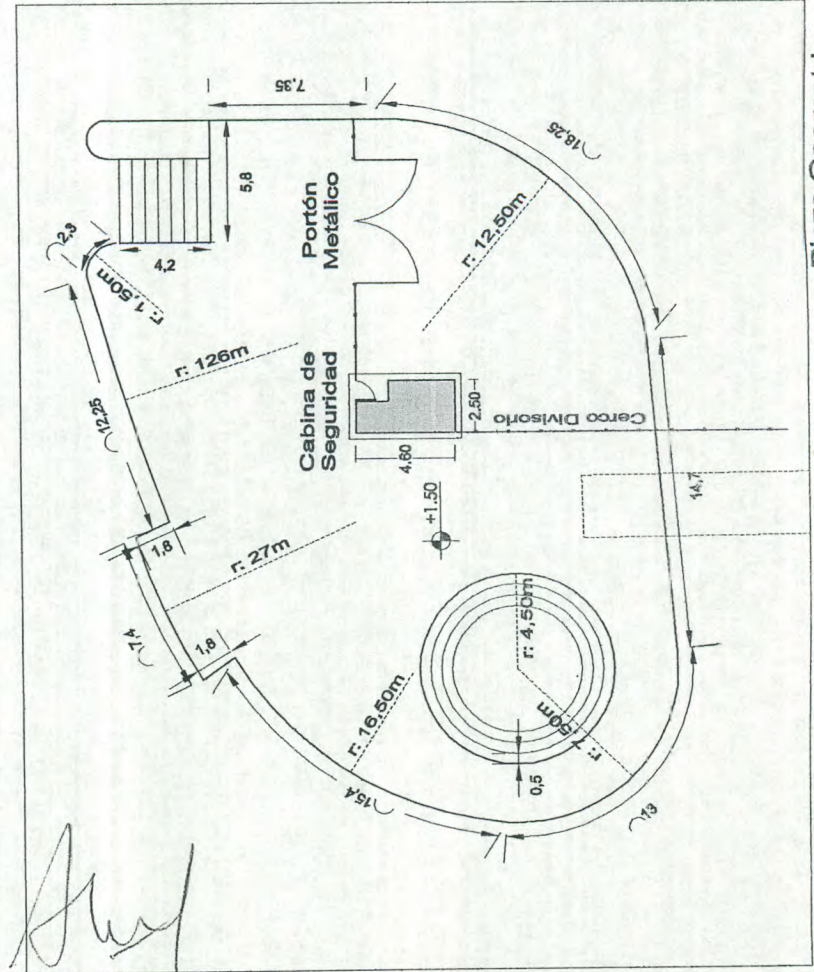 7,35
18,25
5,8
2,3
4,2
r: 1,50m
Portón
Metálico
r: 12,50m
12,25
r: 126m
Cabina de
Seguridad
2.50
4.60
Cerco Divisorio
+1.50
14,7
1,8
r: 27m
7,4
1,8
r: 16,50m
15,4
r: 4,50m
r: 7,50m
0,5
13